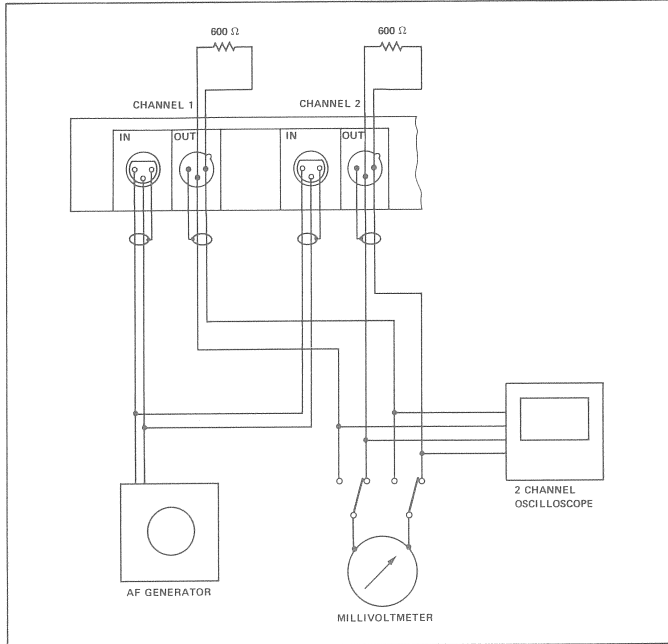 600 Ω
600 Ω
CHANNEL 1
CHANNEL 2
IN
OUT
IN
OUT
2 CHANNEL
OSCILLOSCOPE
AF GENERATOR
MILLIVOLTMETER